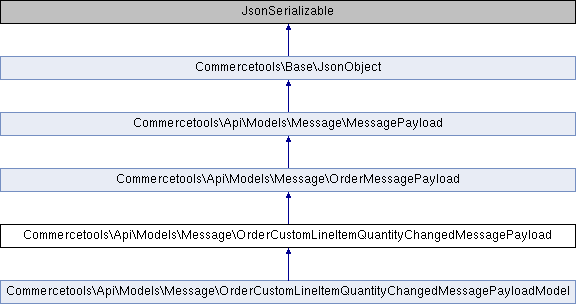 JsonSerializable
Commercetools\Base\JsonObject
Commercetools\Api\Models\Message\MessagePayload
Commercetools\Api\Models\Message\OrderMessagePayload
Commercetools\Api\Models\Message\OrderCustomLineItemQuantityChangedMessagePayload
Commercetools\Api\Models\Message\OrderCustomLineItemQuantityChangedMessagePayloadModel